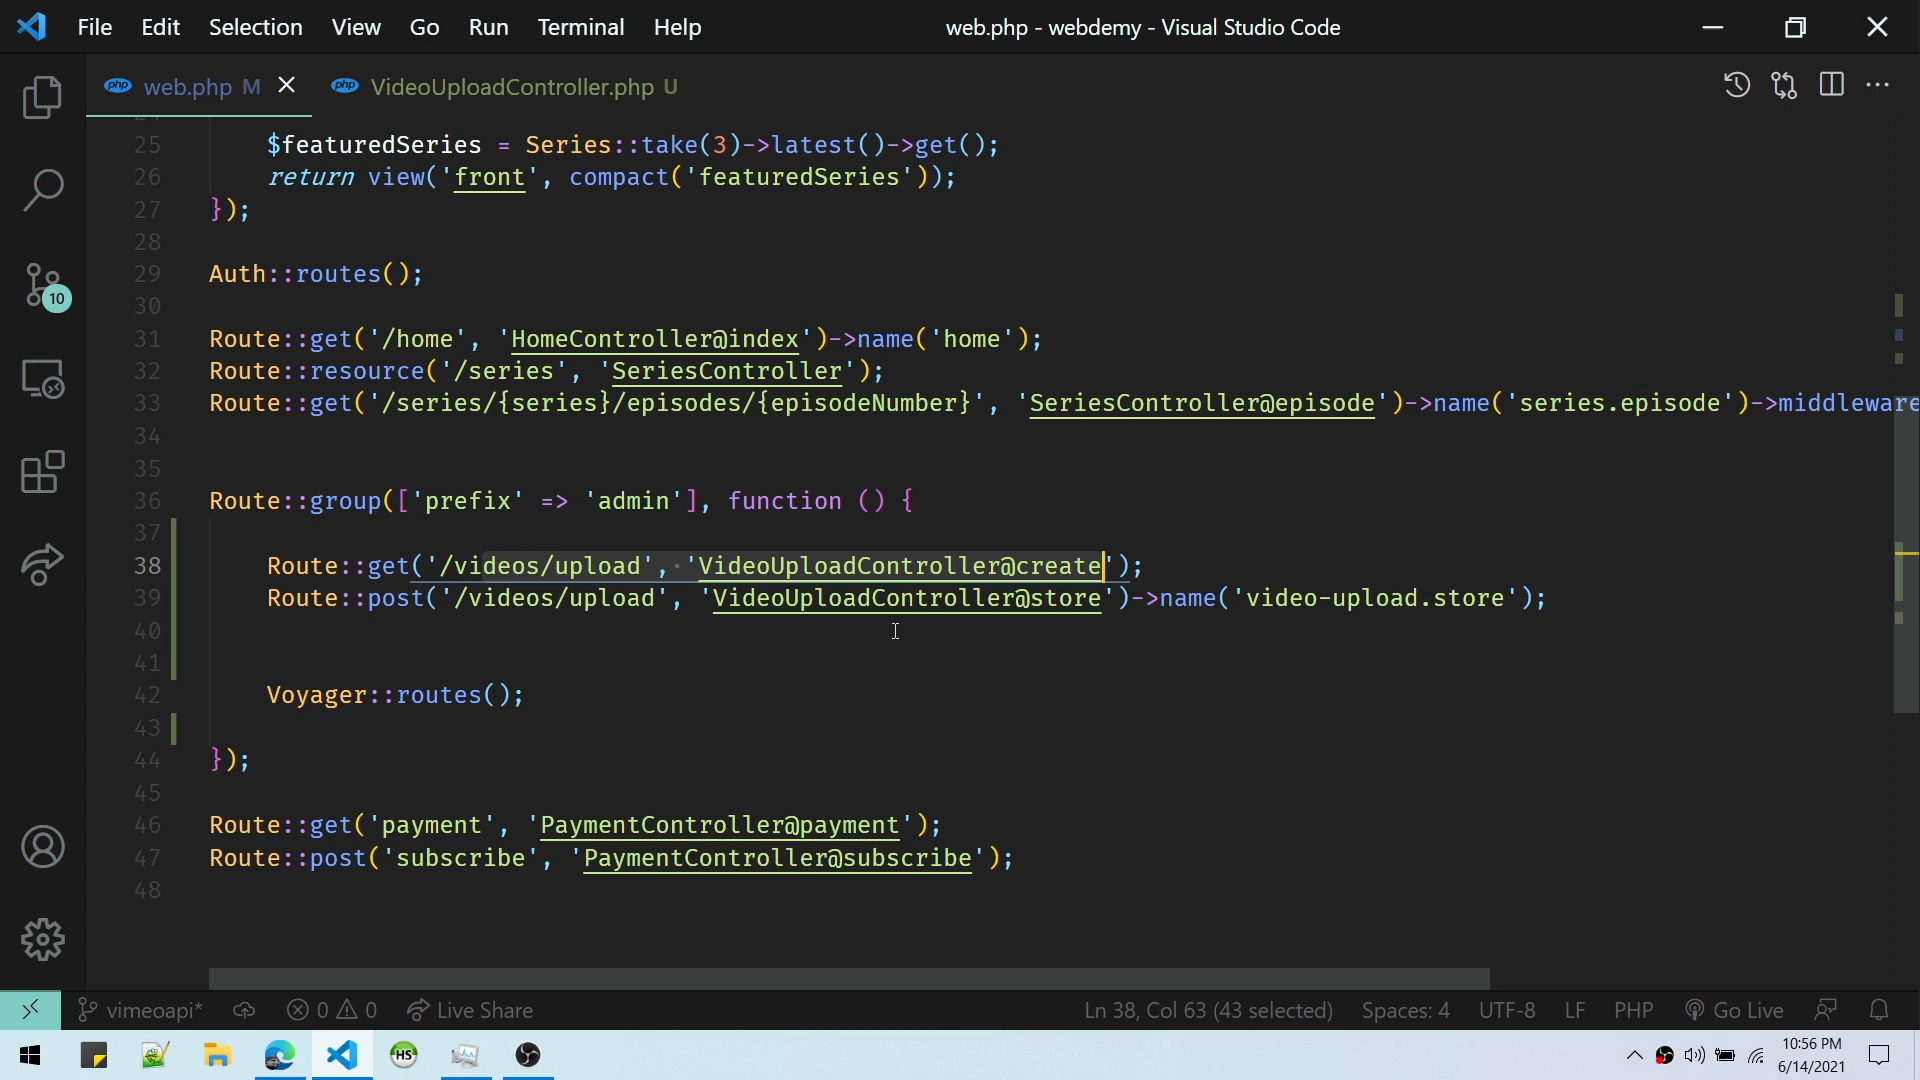 File Edit Selection View Go Run Terminal Help
web.php - webdemy - Visual Studio Code
php web.php M
php VideoUploadController.php U
25 $featuredSeries = Series::take(3)->latest()->get();
26 return view('front', compact('featuredSeries'));
27 });
28
29 Auth::routes();
30
31 Route::get('/home', 'HomeController@index')->name('home');
32 Route::resource('/series', 'SeriesController');
33 Route::get('/series/{series}/episodes/{episodeNumber}', 'SeriesController@episode')->name('series.episode')->middleware
34
35
36 Route::group(['prefix' => 'admin'], function () {
37
38 Route::get('/videos/upload', 'VideoUploadController@create');
39 Route::post('/videos/upload', 'VideoUploadController@store')->name('video-upload.store');
40
41
42 Voyager::routes();
43
44 });
45
46 Route::get('payment', 'PaymentController@payment');
47 Route::post('subscribe', 'PaymentController@subscribe');
48
10
vimeoapi* 0 0 Live Share
Ln 38, Col 63 (43 selected) Spaces: 4 UTF-8 LF PHP Go Live
HS
10:56 PM
6/14/2021